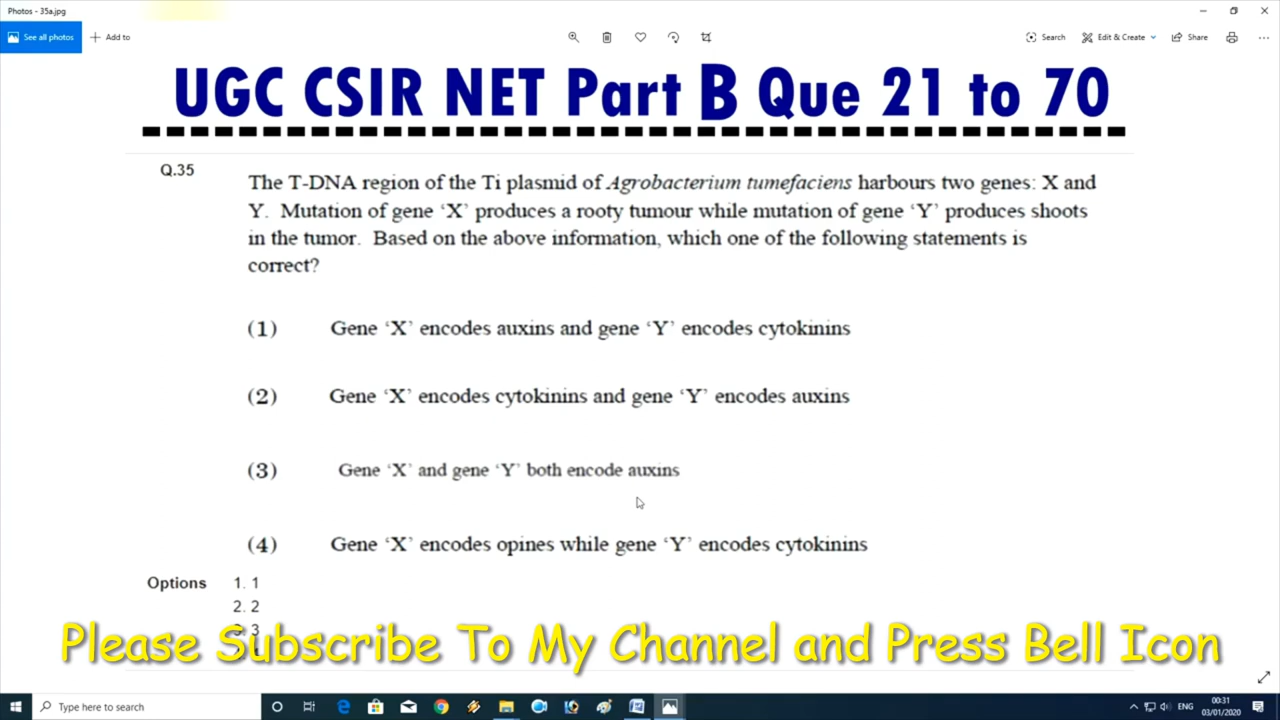 Photos - 35a.jpg
See all photos
Add to
Search
Edit & Create
Share
UGC CSIR NET Part B Que 21 to 70
Q.35
The T-DNA region of the Ti plasmid of Agrobacterium tumefaciens harbours two genes: X and
Y. Mutation of gene ‘X’ produces a rooty tumour while mutation of gene ‘Y’ produces shoots
in the tumor. Based on the above information, which one of the following statements is
correct?
(1) Gene ‘X’ encodes auxins and gene ‘Y’ encodes cytokinins
(2) Gene ‘X’ encodes cytokinins and gene ‘Y’ encodes auxins
(3) Gene ‘X’ and gene ‘Y’ both encode auxins
(4) Gene ‘X’ encodes opines while gene ‘Y’ encodes cytokinins
Options 1. 1
2. 2
3. 3
Please Subscribe To My Channel and Press Bell Icon
Type here to search
ENG
00:31
03/01/2020